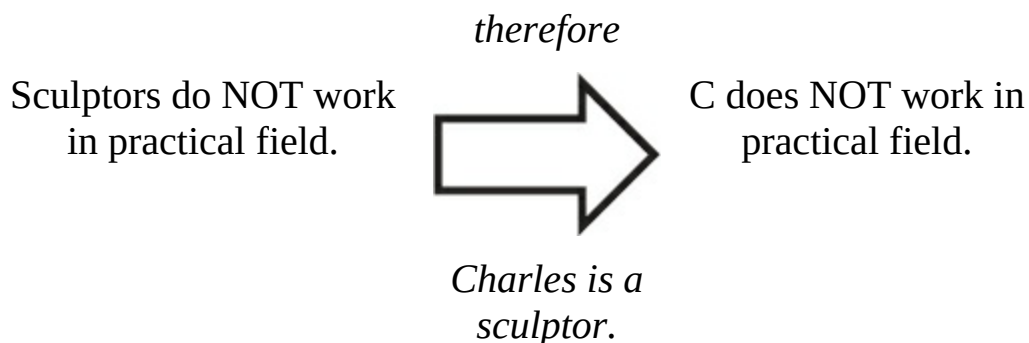 therefore
Sculptors do NOT work
in practical field.
C does NOT work in
practical field.
Charles is a
sculptor.